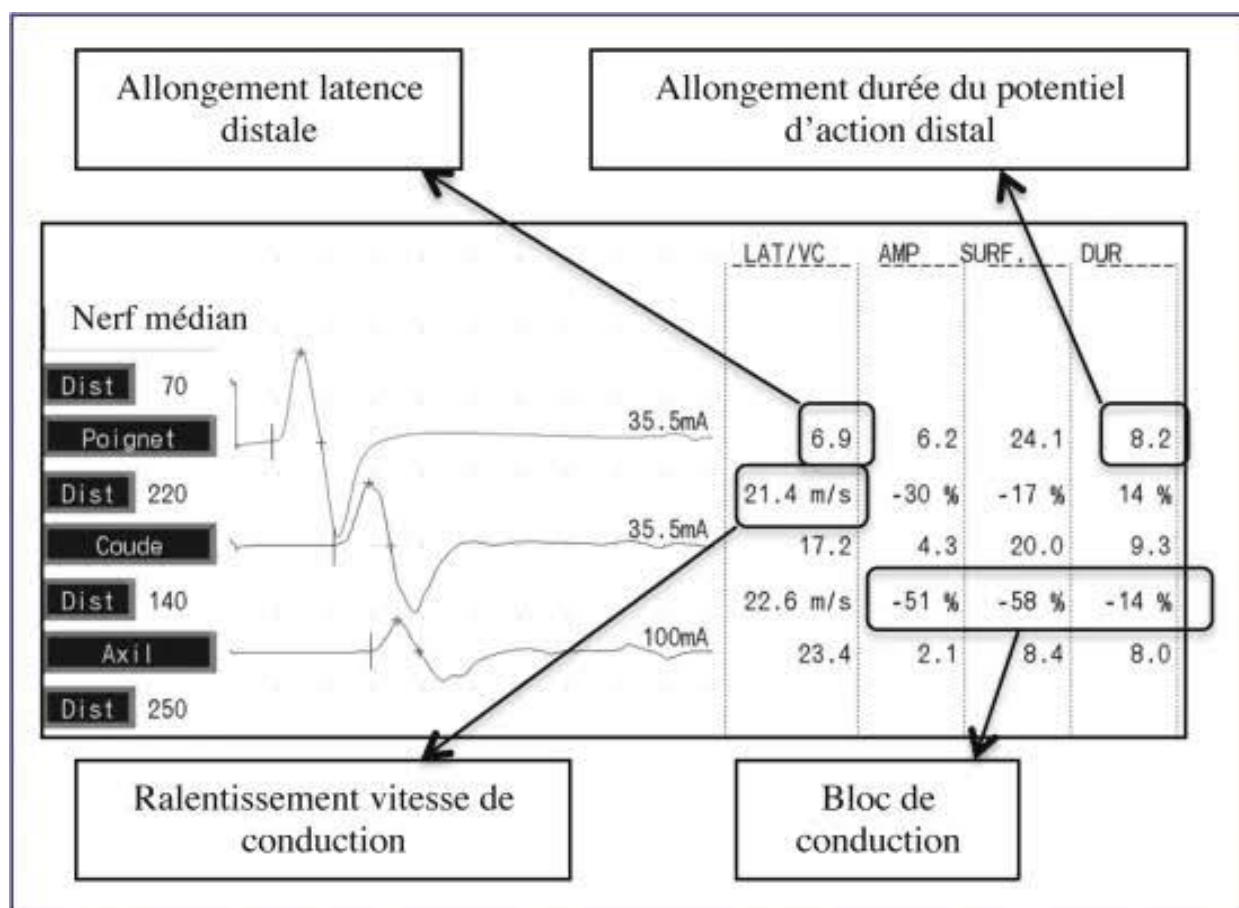 Allongement latence
distale
Allongement durée du potentiel
d'action distal
LAT/VC AMP SURF. DUR
Nerf médian
Dist 70
Poignet 35.5mA 6.9 6.2 24.1 8.2
Dist 220 21.4 m/s -30 % -17 % 14 %
Coude 35.5mA 17.2 4.3 20.0 9.3
Dist 140 22.6 m/s -51 % -58 % -14 %
Axil 100mA 23.4 2.1 8.4 8.0
Dist 250
Ralentissement vitesse de
conduction
Bloc de
conduction